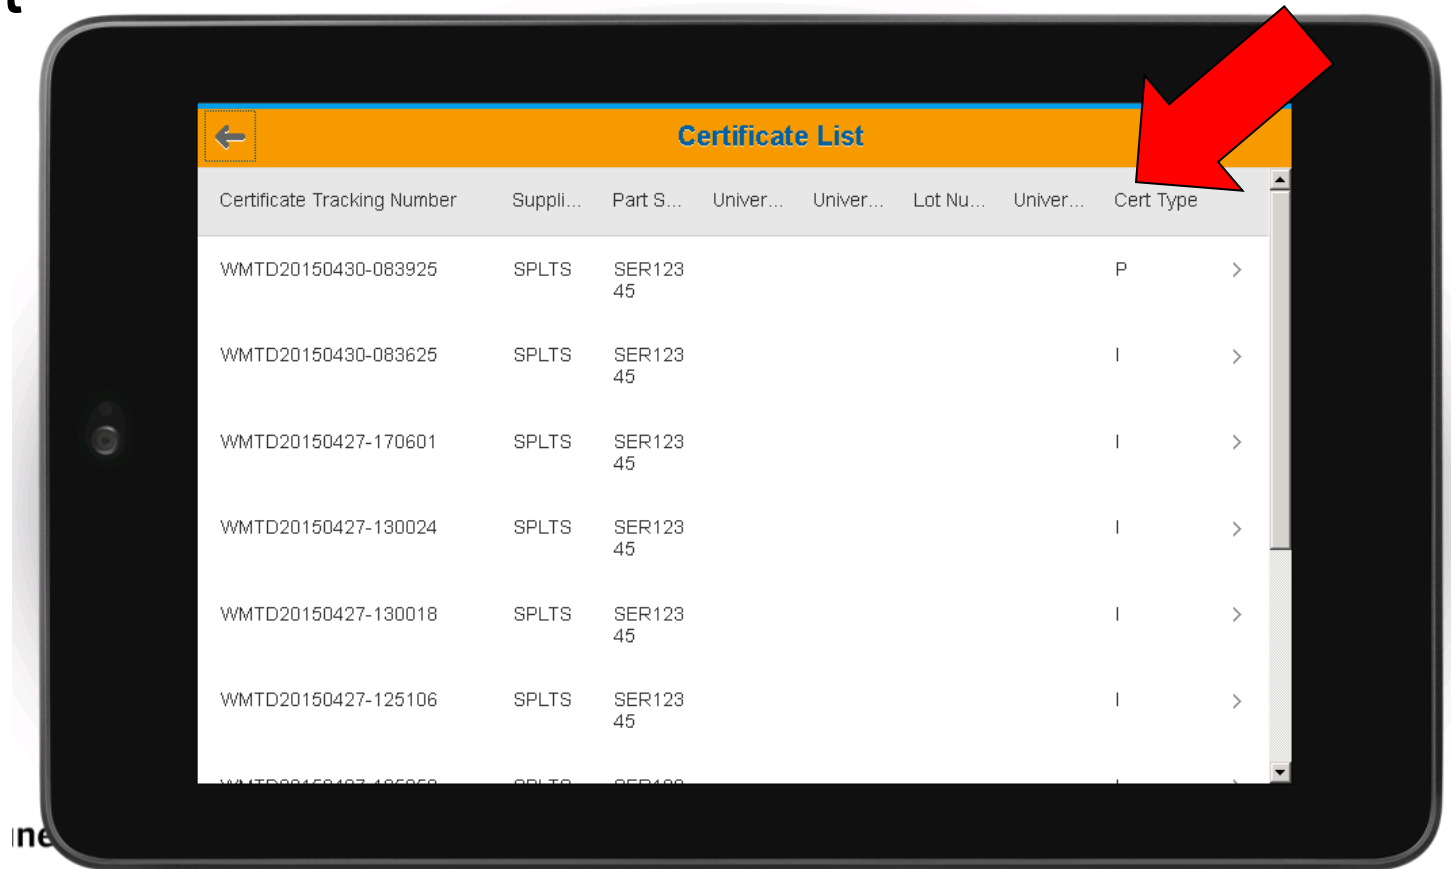 t
Certificate List
Certificate Tracking Number Suppli... Part S... Univer... Univer... Lot Nu... Univer... Cert Type
WMTD20150430-083925 SPLTS SER123 P >
45
WMTD20150430-083625 SPLTS SER123 I >
45
WMTD20150427-170601 SPLTS SER123 I >
45
WMTD20150427-130024 SPLTS SER123 I >
45
WMTD20150427-130018 SPLTS SER123 I >
45
WMTD20150427-125106 SPLTS SER123 I >
45
ne